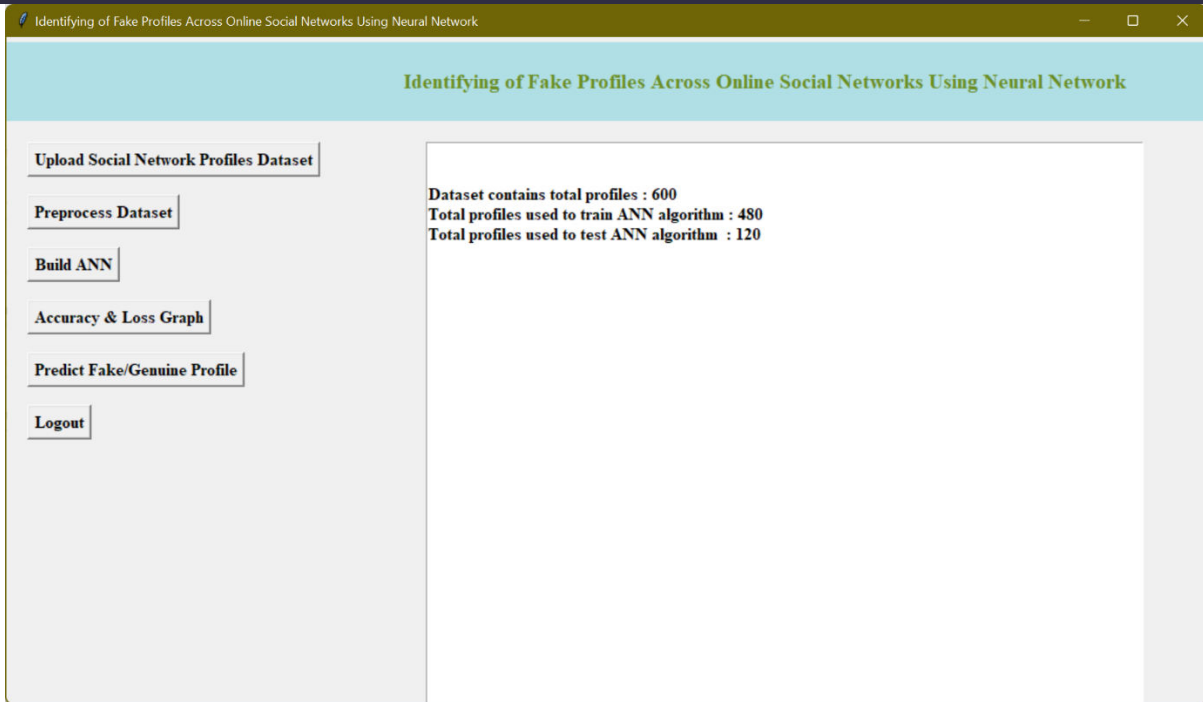 Identifying of Fake Profiles Across Online Social Networks Using Neural Network
Identifying of Fake Profiles Across Online Social Networks Using Neural Network
Upload Social Network Profiles Dataset
Preprocess Dataset
Build ANN
Accuracy & Loss Graph
Predict Fake/Genuine Profile
Logout
Dataset contains total profiles : 600
Total profiles used to train ANN algorithm : 480
Total profiles used to test ANN algorithm  : 120